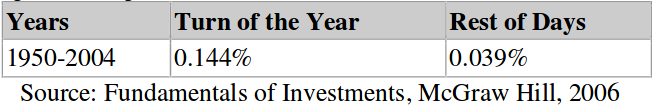 Years Turn of the Year Rest of Days
1950-2004 0.144% 0.039%
Source: Fundamentals of Investments, McGraw Hill, 2006